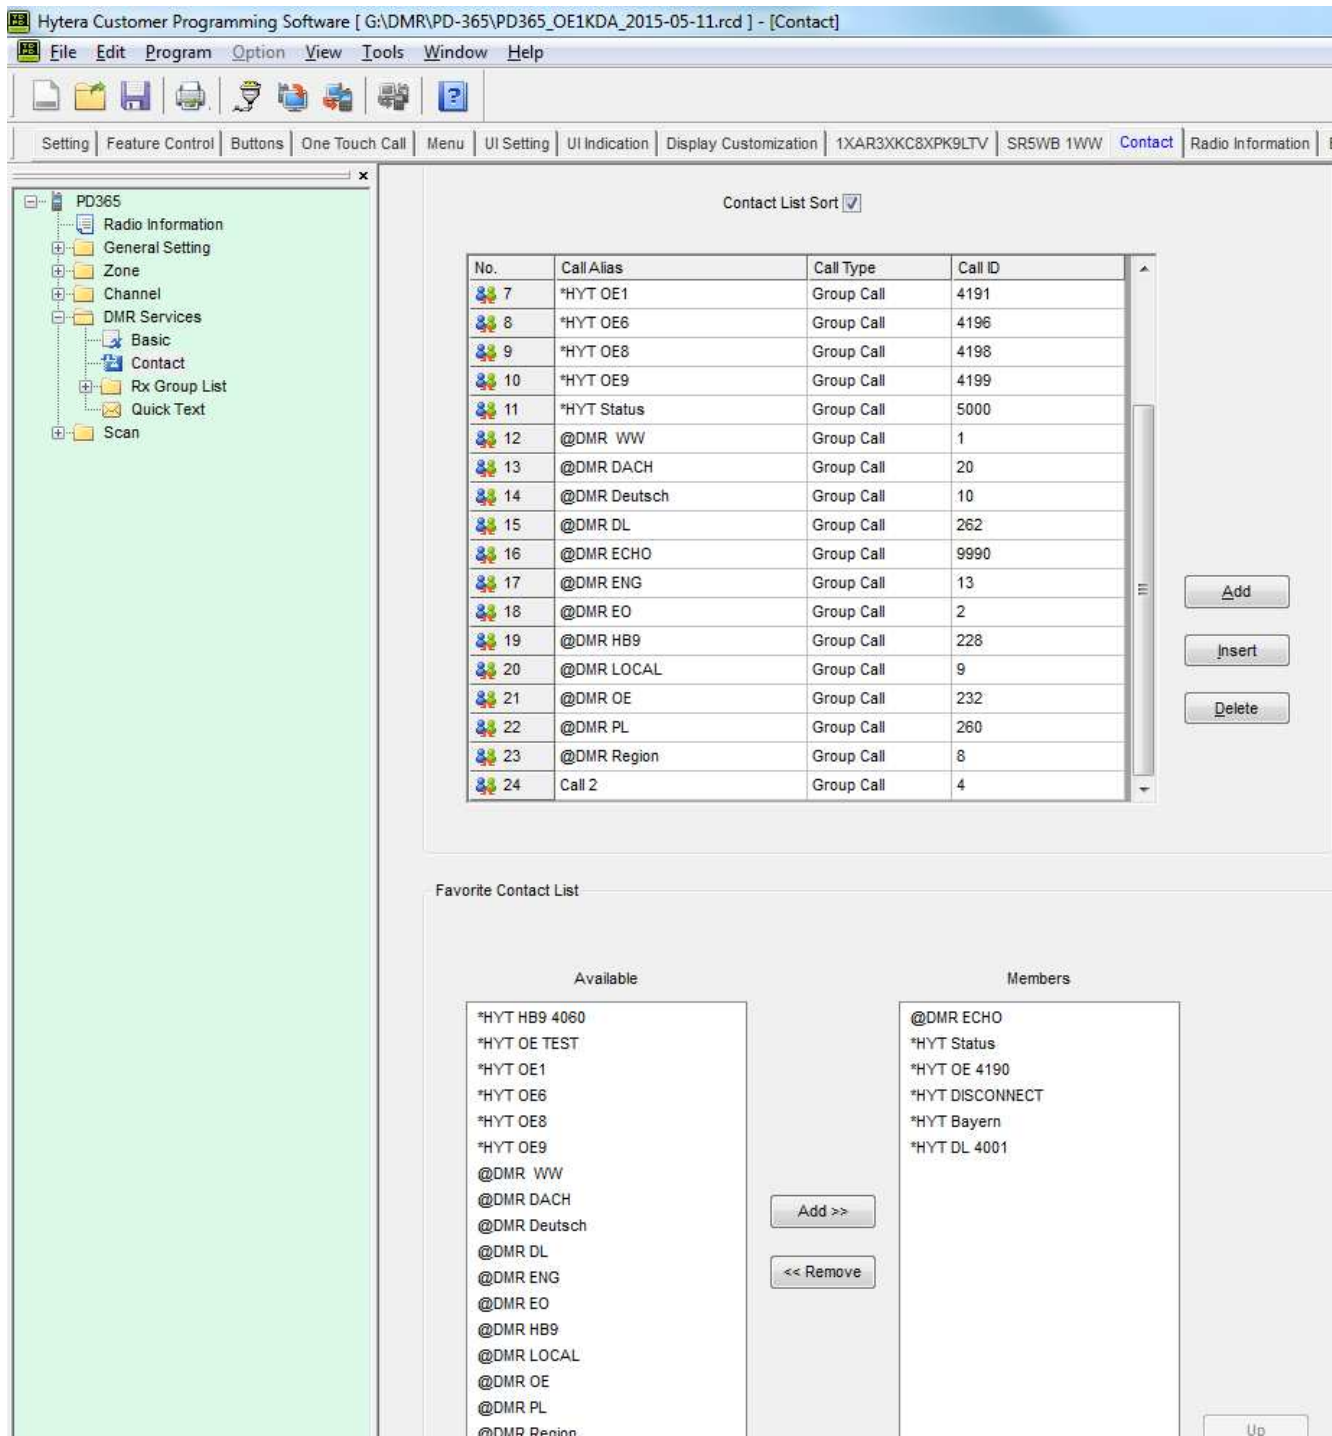 Hytera Customer Programming Software [ G:\DMR\PD-365\PD365_OE1KDA_2015-05-11.rcd ] - [Contact]
File Edit Program Option View Tools Window Help
Setting Feature Control Buttons One Touch Call Menu UI Setting UI Indication Display Customization 1XAR3XKC8XPK9LTV SR5WB 1WW Contact Radio Information
PD365
Radio Information
General Setting
Zone
Channel
DMR Services
Basic
Contact
Rx Group List
Quick Text
Scan
Contact List Sort
No. Call Alias Call Type Call ID
7 *HYT OE1 Group Call 4191
8 *HYT OE6 Group Call 4196
9 *HYT OE8 Group Call 4198
10 *HYT OE9 Group Call 4199
11 *HYT Status Group Call 5000
12 @DMR  WW Group Call 1
13 @DMR DACH Group Call 20
14 @DMR Deutsch Group Call 10
15 @DMR DL Group Call 262
16 @DMR ECHO Group Call 9990
17 @DMR ENG Group Call 13
18 @DMR EO Group Call 2
19 @DMR HB9 Group Call 228
20 @DMR LOCAL Group Call 9
21 @DMR OE Group Call 232
22 @DMR PL Group Call 260
23 @DMR Region Group Call 8
24 Call 2 Group Call 4
Add
Insert
Delete
Favorite Contact List
Available
*HYT HB9 4060
*HYT OE TEST
*HYT OE1
*HYT OE6
*HYT OE8
*HYT OE9
@DMR  WW
@DMR DACH
@DMR Deutsch
@DMR DL
@DMR ENG
@DMR EO
@DMR HB9
@DMR LOCAL
@DMR OE
@DMR PL
@DMR Region
Add >>
<< Remove
Members
@DMR ECHO
*HYT Status
*HYT OE 4190
*HYT DISCONNECT
*HYT Bayern
*HYT DL 4001
Up